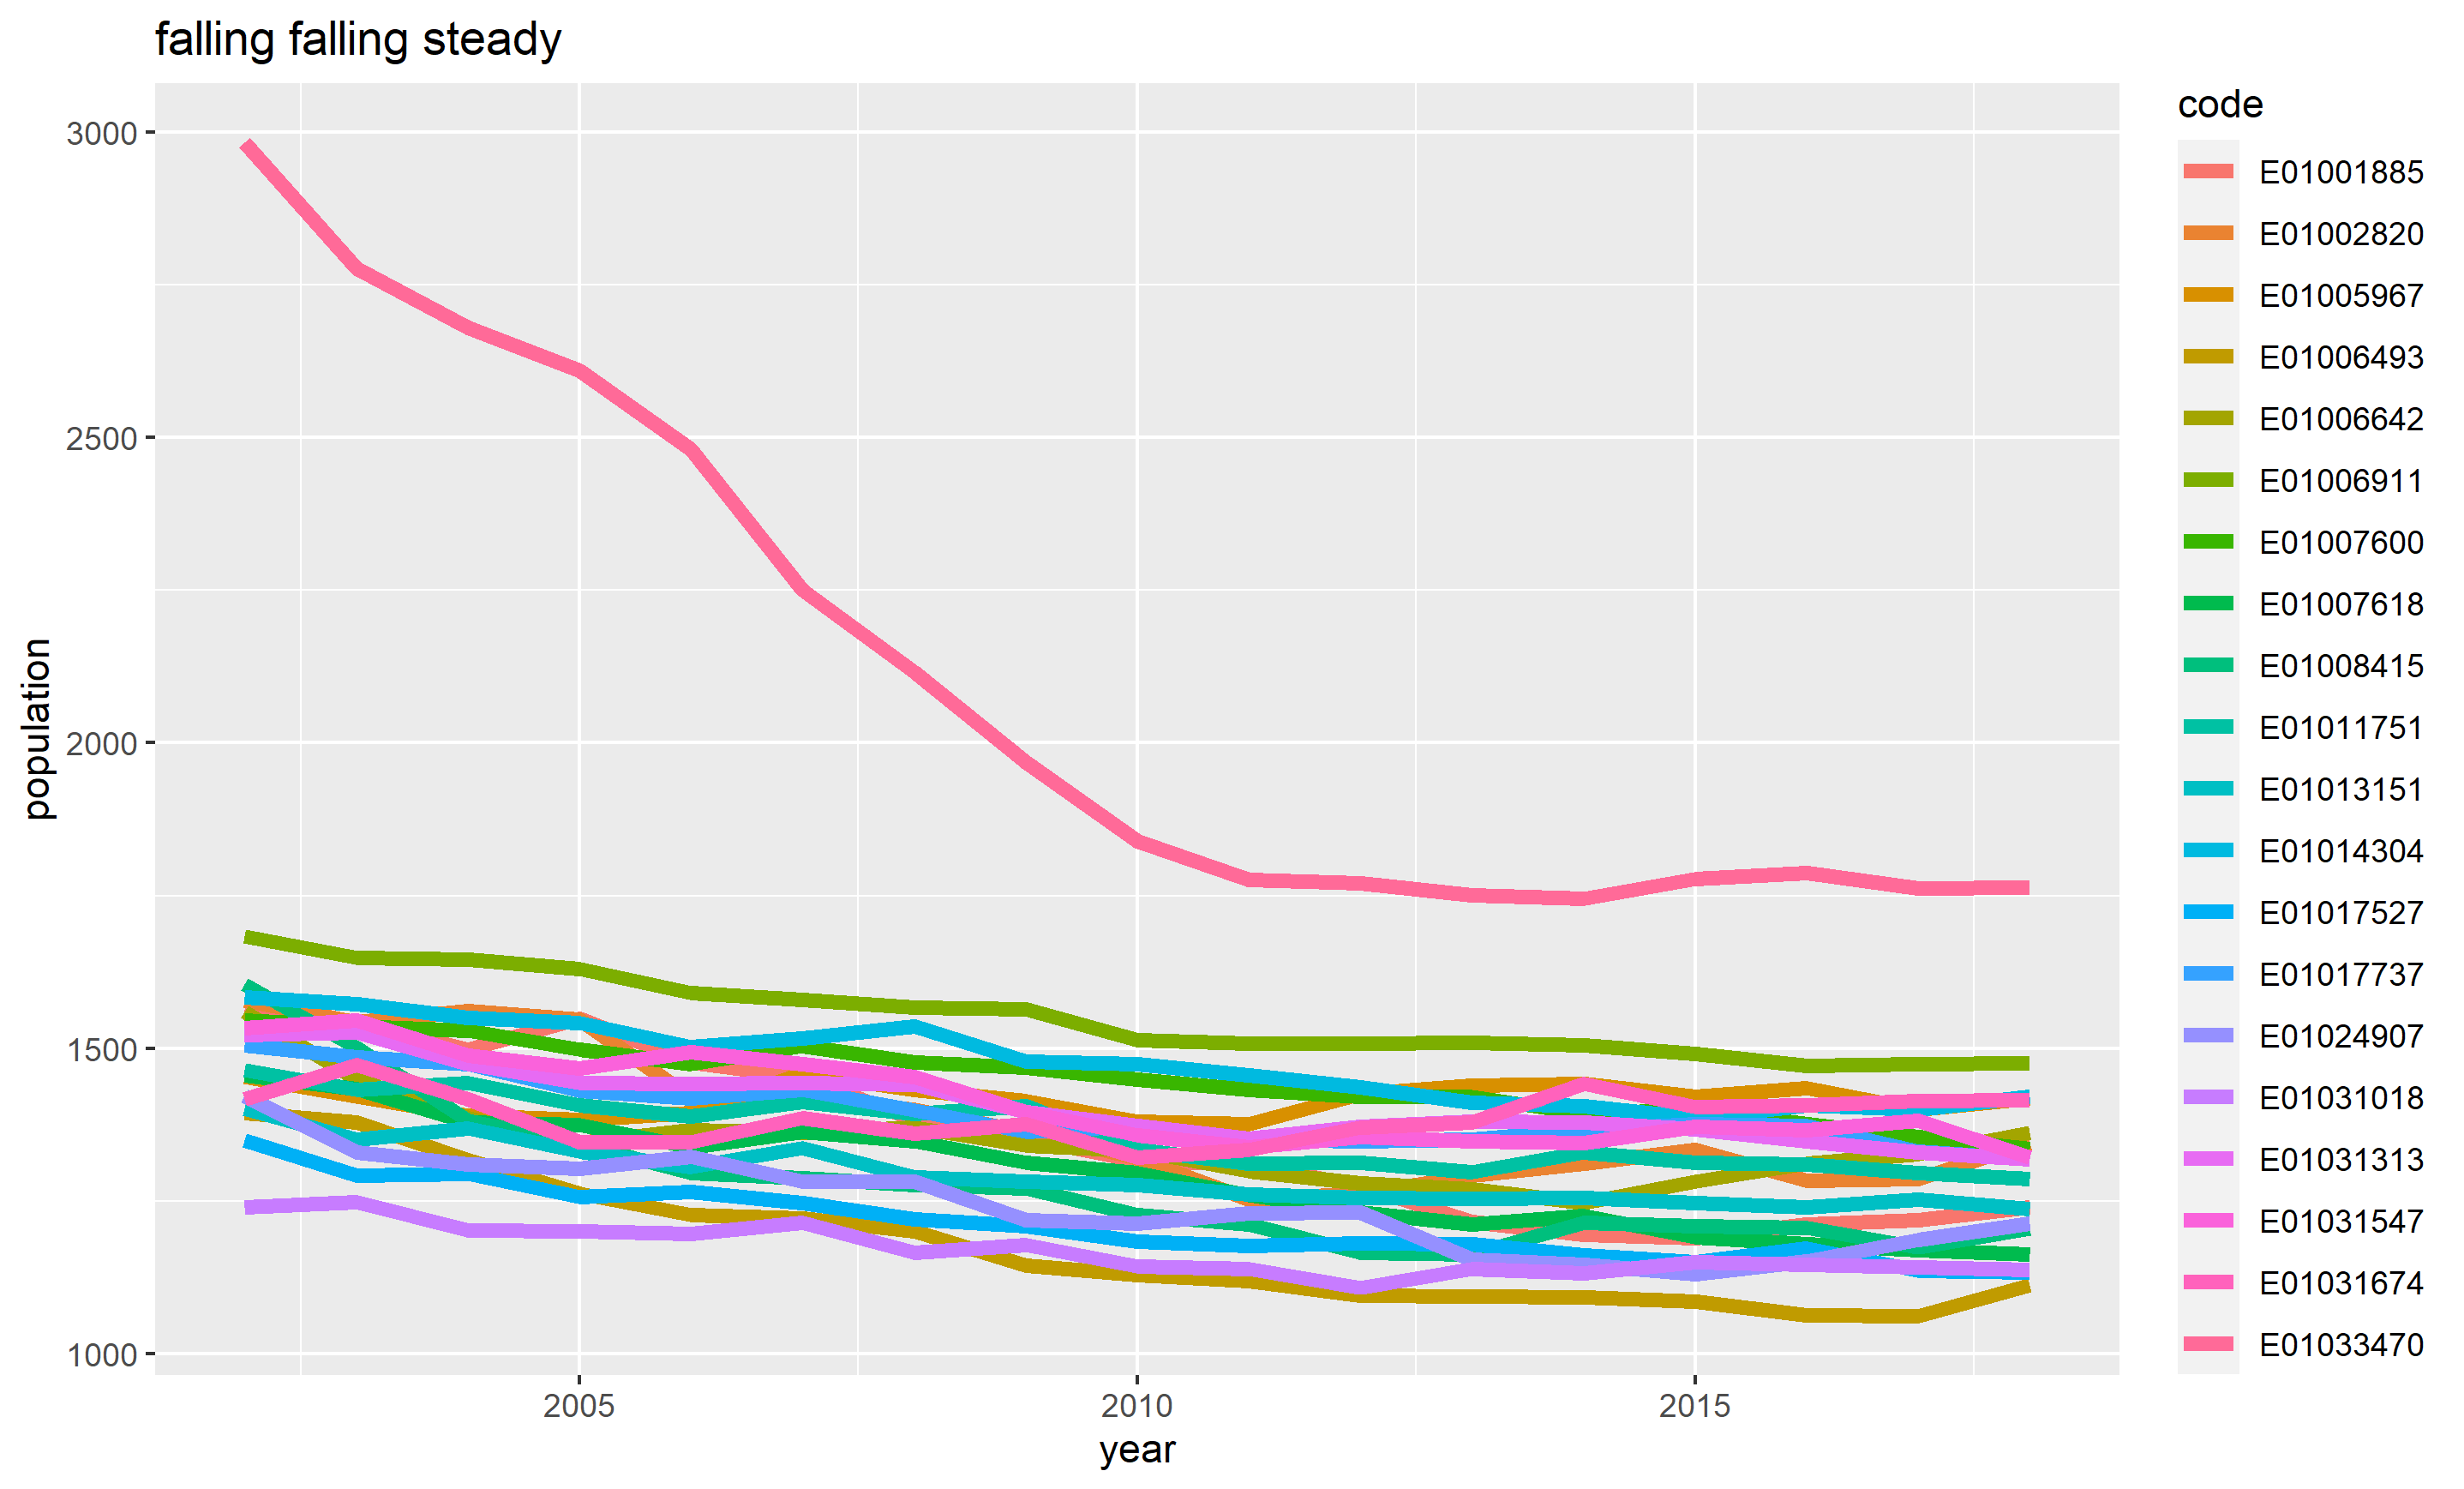 falling falling steady
3000
2500
2000
1500
1000
population
2005
2010
2015
year
code
E01001885
E01002820
E01005967
E01006493
E01006642
E01006911
E01007600
E01007618
E01008415
E01011751
E01013151
E01014304
E01017527
E01017737
E01024907
E01031018
E01031313
E01031547
E01031674
E01033470